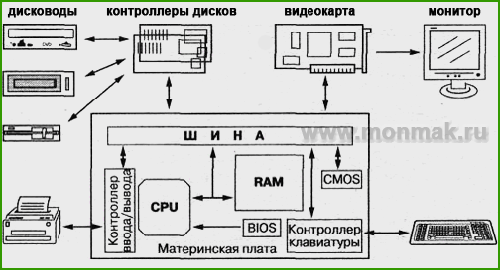 дисководы
контроллеры дисков
видеокарта
монитор
ШИНА
www.monmak.ru
Контроллер
ввода/вывода
CPU
RAM
CMOS
BIOS
Контроллер
клавиатуры
Материнская плата